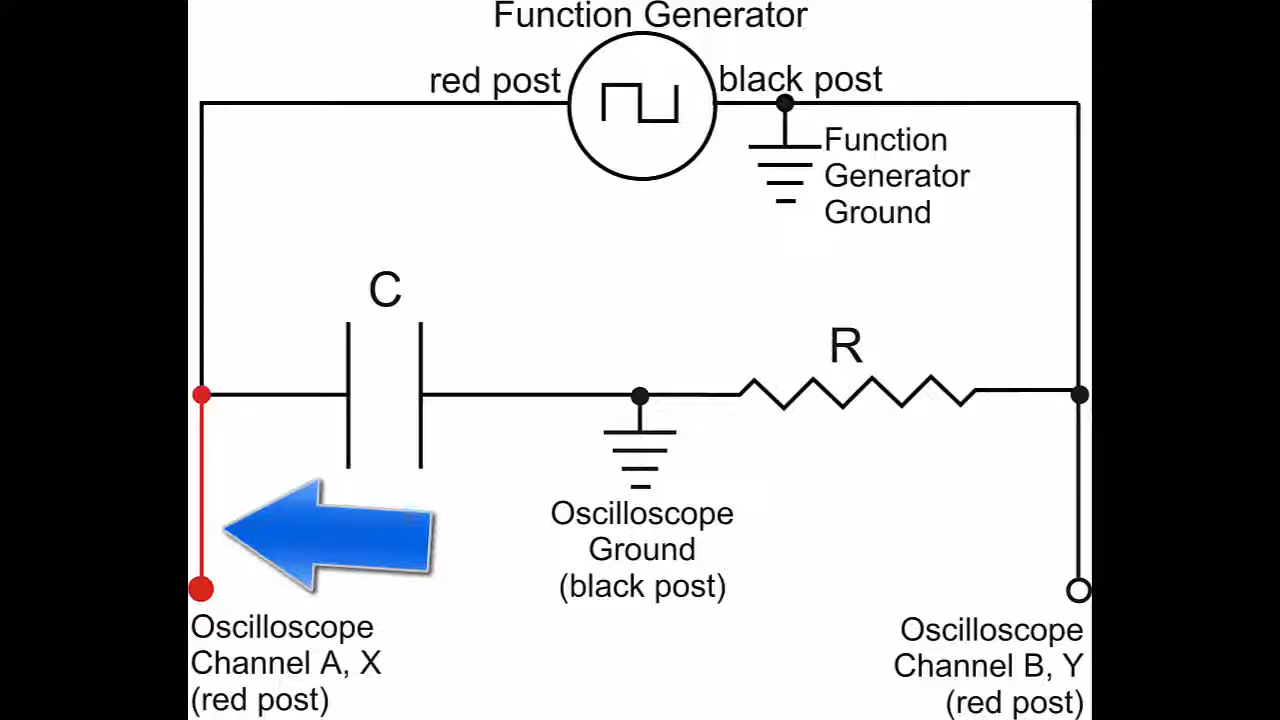 Function Generator
red post
black post
Function
Generator
Ground
C
R
Oscilloscope
Ground
(black post)
Oscilloscope
Channel A, X
(red post)
Oscilloscope
Channel B, Y
(red post)